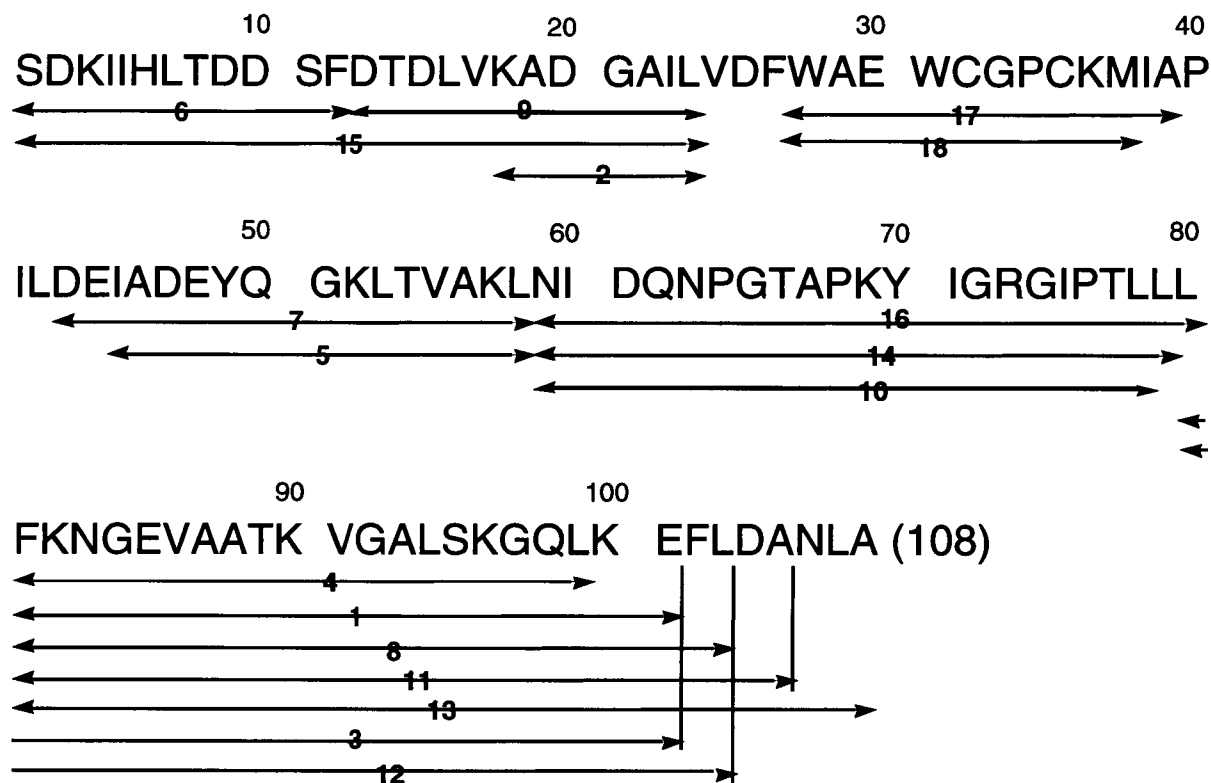 10 20 30 40
SDKIIHLTDD SFDTDLVKAD GAILVDFWAE WCGPCKMIAP
6 9 17
15 18
2
50 60 70 80
ILDEIADEYQ GKLTVAKLNI DQNPGTAPKY IGRGIPTLLL
7 16
5 14
10
90 100
FKNGEVAATK VGALSKGQLK EFLDANLA (108)
4
1
8
11
13
3
12